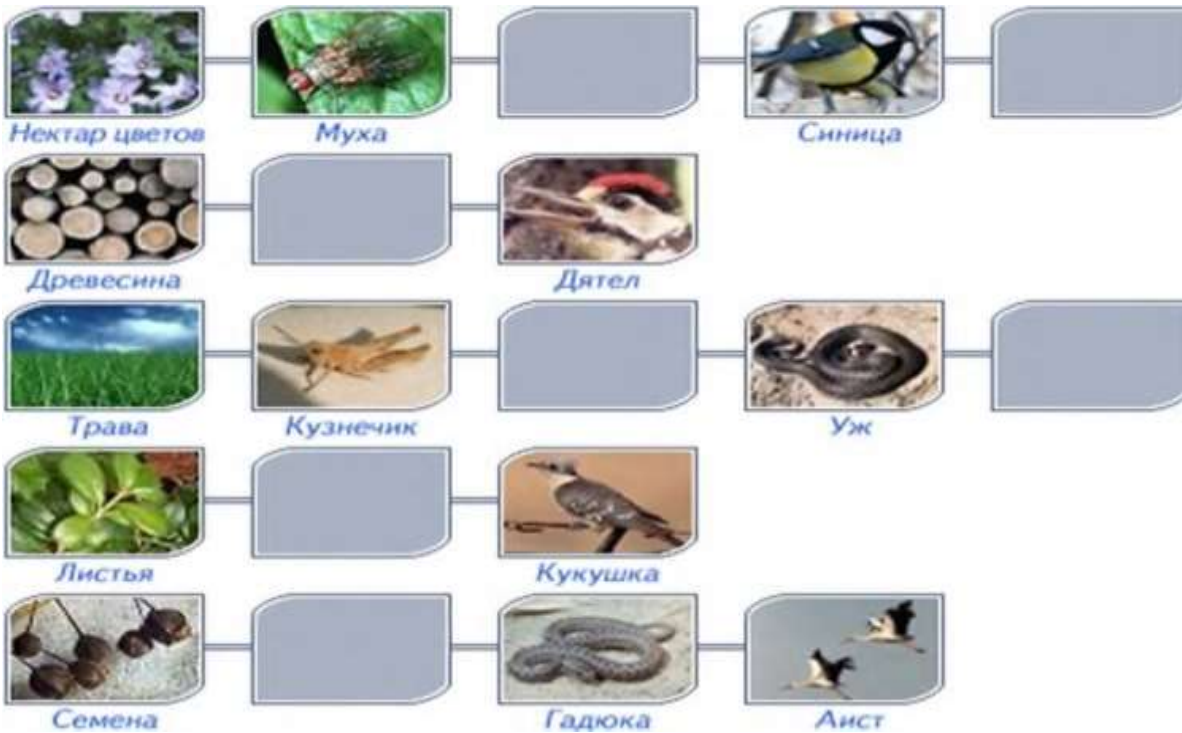 Нектар цветов Муха Синица
Древесина Дятел
Трава Кузнечик Уж
Листья Кукушка
Семена Гадюка Аист